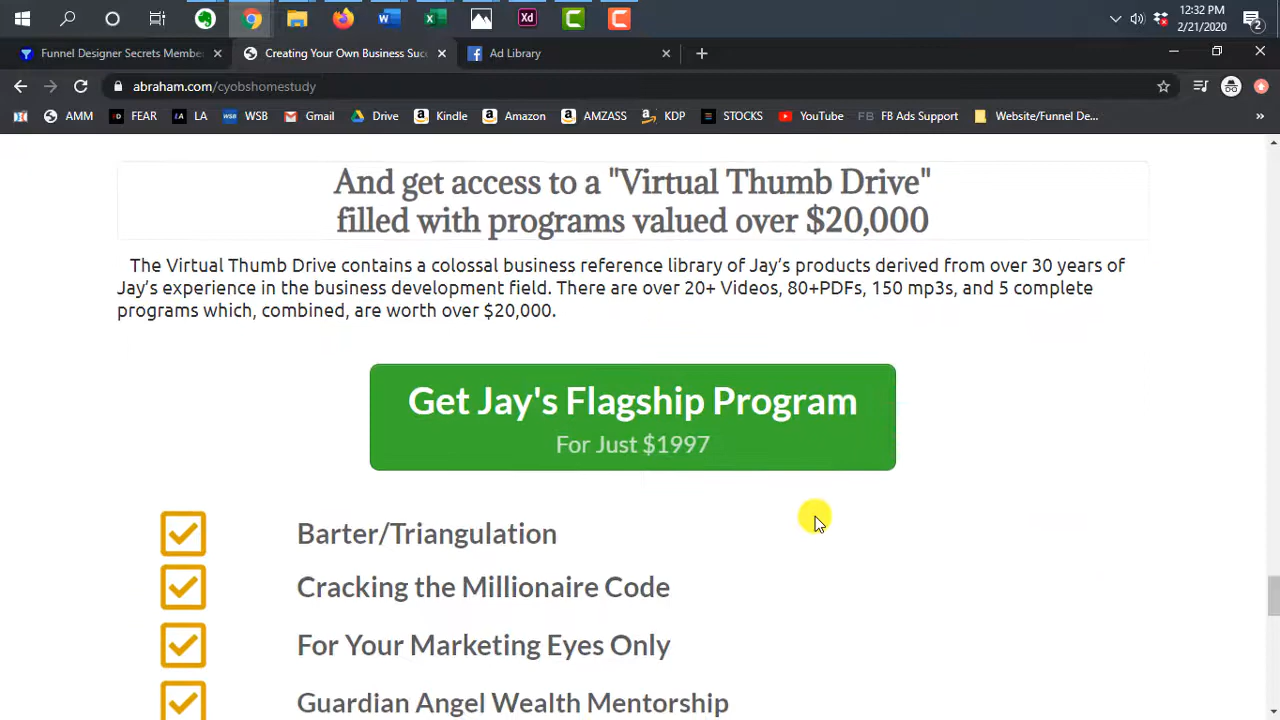 12:32 PM
2/21/2020
2
Funnel Designer Secrets Membe
Creating Your Own Business Suc
Ad Library
abraham.com/cyobshomestudy
AMM
FEAR
LA
WSB
Gmail
Drive
Kindle
Amazon
AMZASS
KDP
STOCKS
YouTube
FB Ads Support
Website/Funnel De...
And get access to a "Virtual Thumb Drive"
filled with programs valued over $20,000
The Virtual Thumb Drive contains a colossal business reference library of Jay's products derived from over 30 years of
Jay's experience in the business development field. There are over 20+ Videos, 80+PDFs, 150 mp3s, and 5 complete
programs which, combined, are worth over $20,000.
Get Jay's Flagship Program
For Just $1997
Barter/Triangulation
Cracking the Millionaire Code
For Your Marketing Eyes Only
Guardian Angel Wealth Mentorship